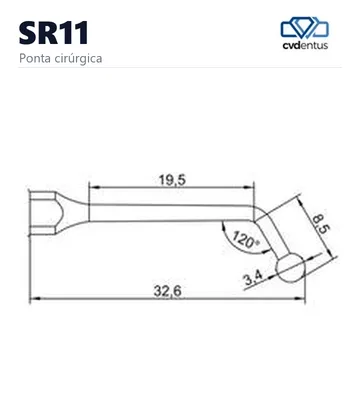 SR11
Ponta cirúrgica
cvdentus
19,5
8,5
120°
3,4
32,6